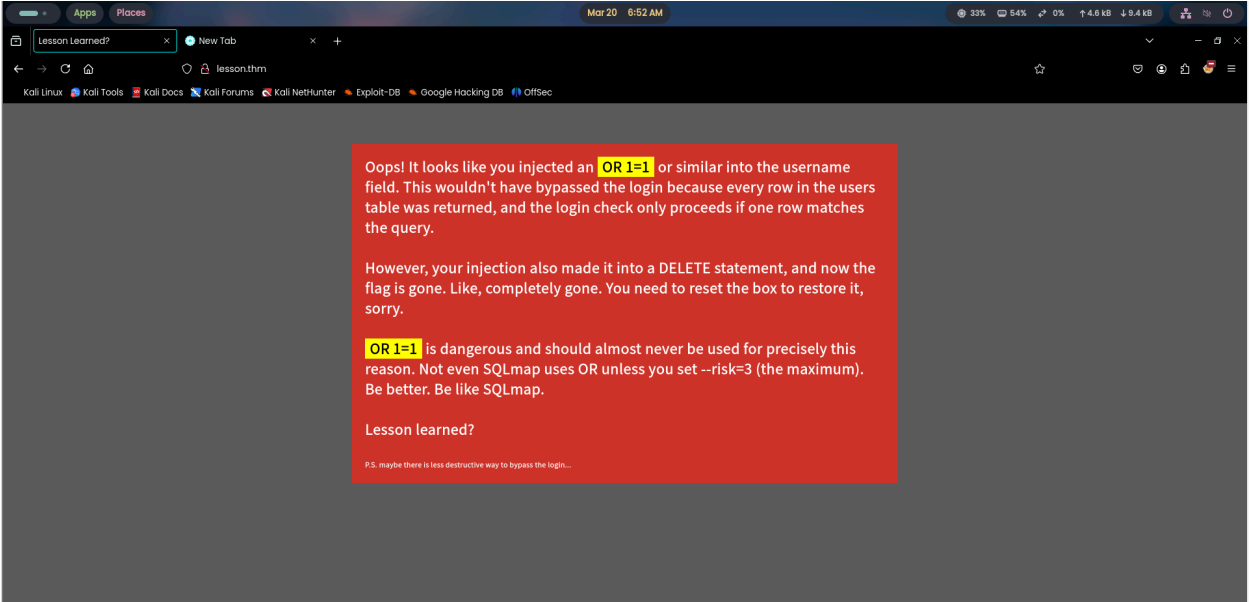 Apps Places Mar 20 6:52 AM 33% 54% 0% ↑4.6 kB ↓9.4 kB
Lesson Learned? × New Tab × +
lesson.thm
Kali Linux Kali Tools Kali Docs Kali Forums Kali NetHunter Exploit-DB Google Hacking DB OffSec
Oops! It looks like you injected an OR 1=1 or similar into the username
field. This wouldn't have bypassed the login because every row in the users
table was returned, and the login check only proceeds if one row matches
the query.
However, your injection also made it into a DELETE statement, and now the
flag is gone. Like, completely gone. You need to reset the box to restore it,
sorry.
OR 1=1 is dangerous and should almost never be used for precisely this
reason. Not even SQLmap uses OR unless you set --risk=3 (the maximum).
Be better. Be like SQLmap.
Lesson learned?
P.S. maybe there is less destructive way to bypass the login...